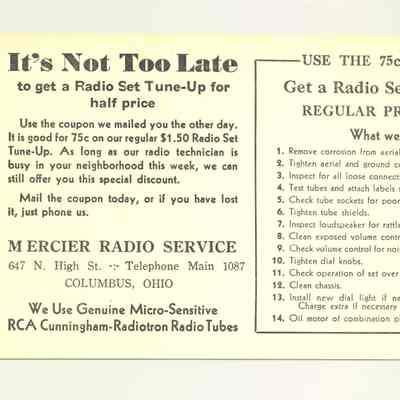 It's Not Too Late
to get a Radio Set Tune-Up for
half price
Use the coupon we mailed you the other day.
It is good for 75c on our regular $1.50 Radio Set
Tune-Up. As long as our radio technician is
busy in your neighborhood this week, we can
still offer you this special discount.
Mail the coupon today, or if you have lost
it, just phone us.
MERCIER RADIO SERVICE
647 N. High St. -:- Telephone Main 1087
COLUMBUS, OHIO
We Use Genuine Micro-Sensitive
RCA Cunningham-Radiotron Radio Tubes
USE THE 75c
Get a Radio Se
REGULAR PR
What we
1. Remove corrosion from aerial
2. Tighten aerial and ground c
3. Inspect for all loose connect
4. Test tubes and attach labels s
5. Check tube sockets for poor
6. Tighten tube shields.
7. Inspect loudspeaker for rattl
8. Clean exposed volume contr
9. Check volume control for noi
10. Tighten dial knobs.
11. Check operation of set over
12. Clean chassis.
13. Install new dial light if ne
Charge extra if necessary
14. Oil motor of combination p